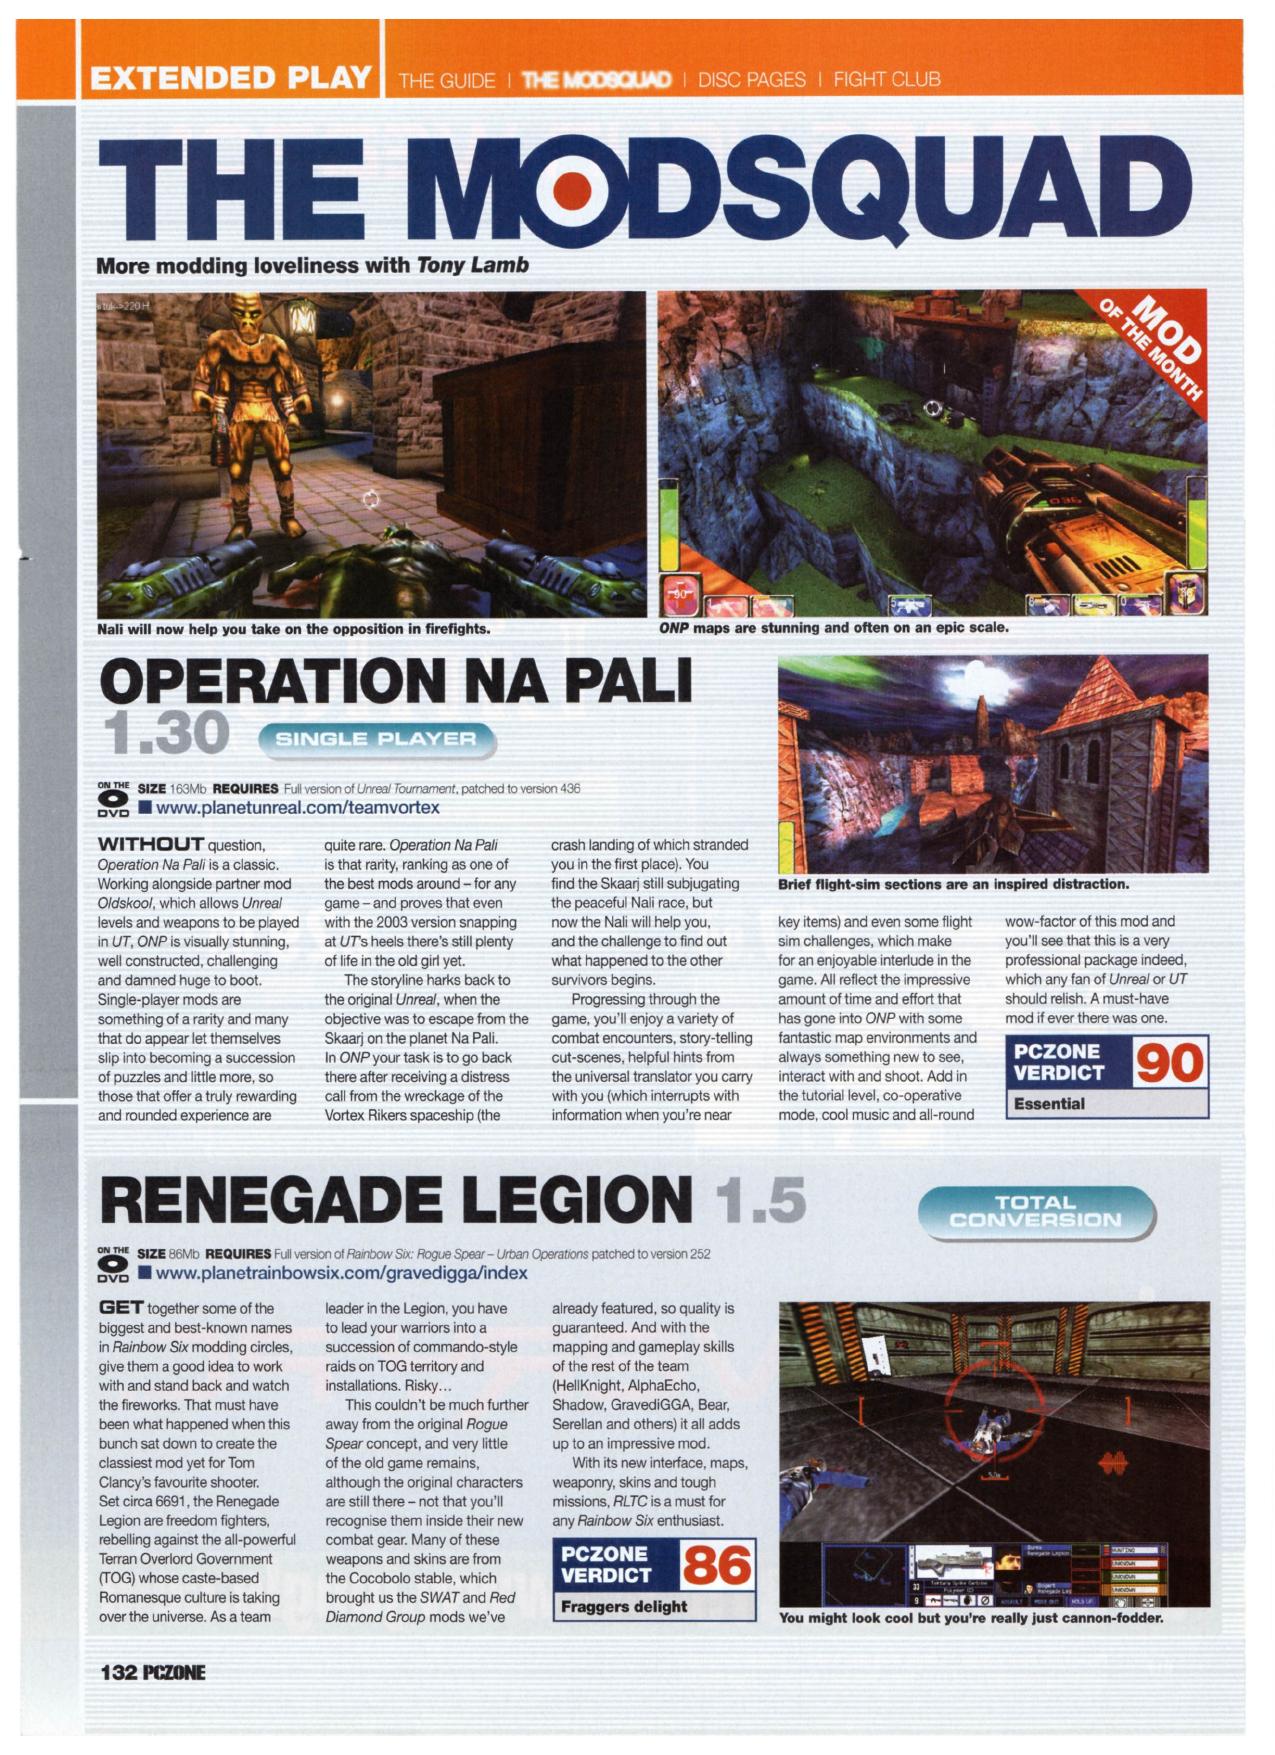 EXTENDED PLAY
THE GUIDE | THE MODSQUAD | DISC PAGES | FIGHT CLUB
THE MODSQUAD
More modding loveliness with Tony Lamb
MOD
OF THE MONTH
036
90
Nali will now help you take on the opposition in firefights.
ONP maps are stunning and often on an epic scale.
OPERATION NA PALI
1.30
SINGLE PLAYER
ON THE
DVD
SIZE 163Mb REQUIRES Full version of Unreal Tournament, patched to version 436
www.planetunreal.com/teamvortex
Brief flight-sim sections are an inspired distraction.
WITHOUT question,
Operation Na Pali is a classic.
Working alongside partner mod
Oldskool, which allows Unreal
levels and weapons to be played
in UT, ONP is visually stunning,
well constructed, challenging
and damned huge to boot.
Single-player mods are
something of a rarity and many
that do appear let themselves
slip into becoming a succession
of puzzles and little more, so
those that offer a truly rewarding
and rounded experience are
quite rare. Operation Na Pali
is that rarity, ranking as one of
the best mods around – for any
game – and proves that even
with the 2003 version snapping
at UT's heels there's still plenty
of life in the old girl yet.
The storyline harks back to
the original Unreal, when the
objective was to escape from the
Skaarj on the planet Na Pali.
In ONP your task is to go back
there after receiving a distress
call from the wreckage of the
Vortex Rikers spaceship (the
crash landing of which stranded
you in the first place). You
find the Skaarj still subjugating
the peaceful Nali race, but
now the Nali will help you,
and the challenge to find out
what happened to the other
survivors begins.
Progressing through the
game, you'll enjoy a variety of
combat encounters, story-telling
cut-scenes, helpful hints from
the universal translator you carry
with you (which interrupts with
information when you're near
key items) and even some flight
sim challenges, which make
for an enjoyable interlude in the
game. All reflect the impressive
amount of time and effort that
has gone into ONP with some
fantastic map environments and
always something new to see,
interact with and shoot. Add in
the tutorial level, co-operative
mode, cool music and all-round
wow-factor of this mod and
you'll see that this is a very
professional package indeed,
which any fan of Unreal or UT
should relish. A must-have
mod if ever there was one.
PCZONE
VERDICT
90
Essential
RENEGADE LEGION 1.5
TOTAL
CONVERSION
ON THE
DVD
SIZE 86Mb REQUIRES Full version of Rainbow Six: Rogue Spear – Urban Operations patched to version 252
www.planetrainbowsix.com/gravedigga/index
GET together some of the
biggest and best-known names
in Rainbow Six modding circles,
give them a good idea to work
with and stand back and watch
the fireworks. That must have
been what happened when this
bunch sat down to create the
classiest mod yet for Tom
Clancy's favourite shooter.
Set circa 6691, the Renegade
Legion are freedom fighters,
rebelling against the all-powerful
Terran Overlord Government
(TOG) whose caste-based
Romanesque culture is taking
over the universe. As a team
leader in the Legion, you have
to lead your warriors into a
succession of commando-style
raids on TOG territory and
installations. Risky...
This couldn't be much further
away from the original Rogue
Spear concept, and very little
of the old game remains,
although the original characters
are still there – not that you'll
recognise them inside their new
combat gear. Many of these
weapons and skins are from
the Cocobolo stable, which
brought us the SWAT and Red
Diamond Group mods we've
already featured, so quality is
guaranteed. And with the
mapping and gameplay skills
of the rest of the team
(HellKnight, AlphaEcho,
Shadow, GravediGGA, Bear,
Serellan and others) it all adds
up to an impressive mod.
With its new interface, maps,
weaponry, skins and tough
missions, RLTC is a must for
any Rainbow Six enthusiast.
PCZONE
VERDICT
86
Fraggers delight
HUNTING
UNKNOWN
UNKNOWN
UNKNOWN
You might look cool but you're really just cannon-fodder.
132 PCZONE